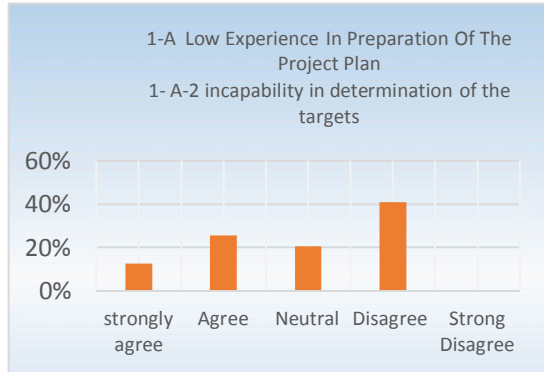 1-A Low Experience In Preparation Of The
Project Plan
1- A-2 incapability in determination of the
targets
60%
40%
20%
0%
strongly agree
Agree
Neutral
Disagree
Strong Disagree